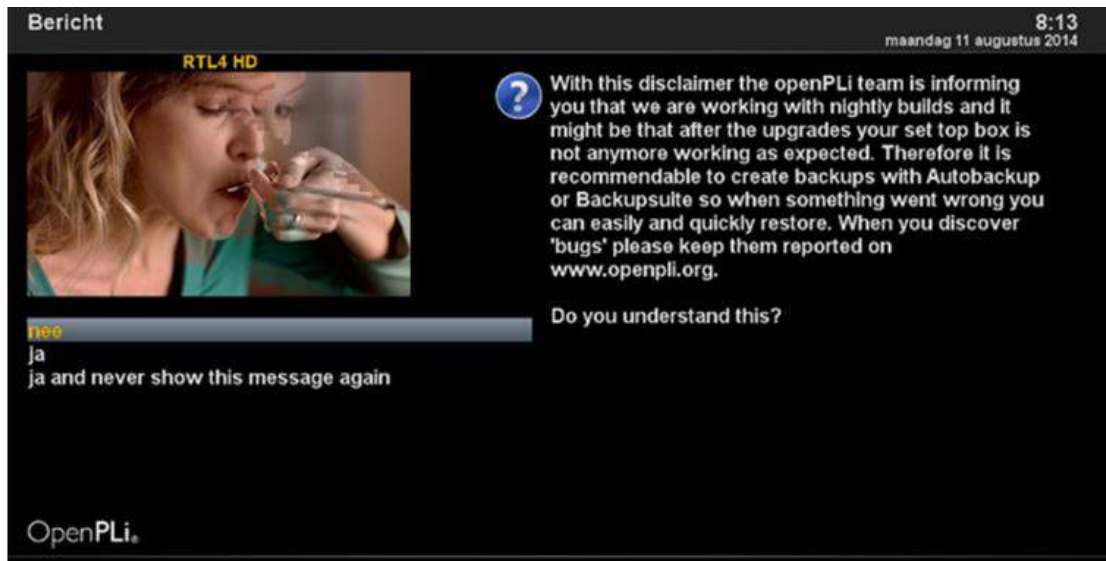 Bericht
8:13
maandag 11 augustus 2014
RTL4 HD
With this disclaimer the openPLi team is informing
you that we are working with nightly builds and it
might be that after the upgrades your set top box is
not anymore working as expected. Therefore it is
recommendable to create backups with Autobackup
or Backupsuite so when something went wrong you
can easily and quickly restore. When you discover
'bugs' please keep them reported on
www.openpli.org.
Do you understand this?
nee
ja
ja and never show this message again
OpenPLi®